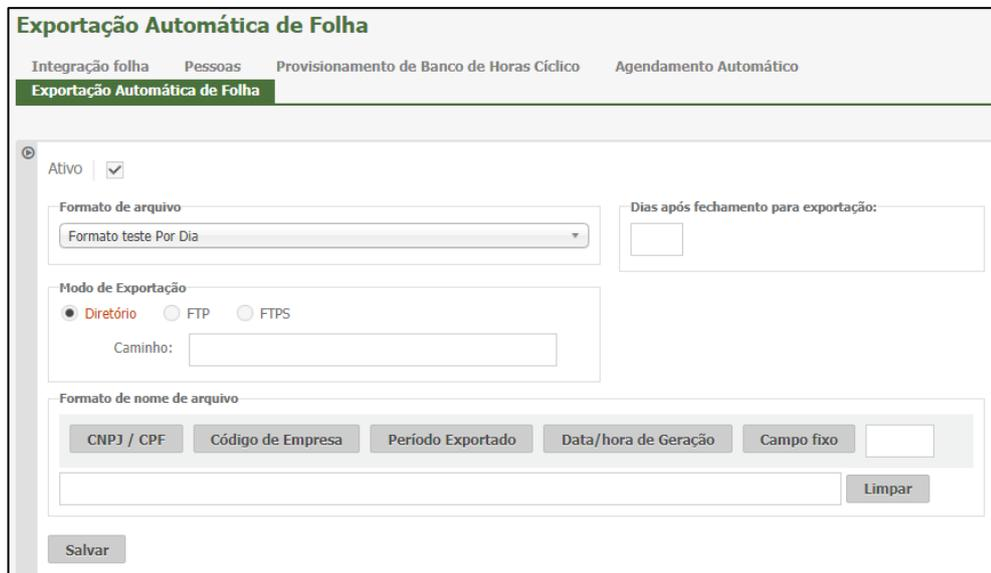 Exportação Automática de Folha
Integração folha Pessoas Provisionamento de Banco de Horas Cíclico Agendamento Automático
Exportação Automática de Folha
Ativo
Formato de arquivo
Formato teste Por Dia
Dias após fechamento para exportação:
Modo de Exportação
Diretório FTP FTPS
Caminho:
Formato de nome de arquivo
CNPJ / CPF Código de Empresa Período Exportado Data/hora de Geração Campo fixo
Limpar
Salvar